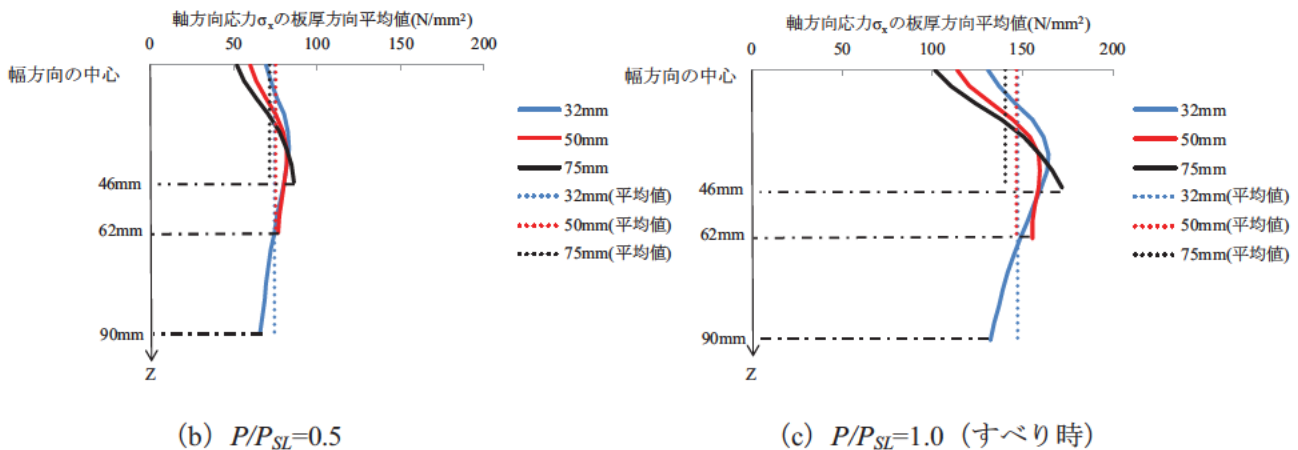 軸方向応力σxの板厚方向平均値(N/mm²)
0 50 100 150 200
幅方向の中心
46mm
62mm
90mm
Z
32mm
50mm
75mm
32mm(平均値)
50mm(平均値)
75mm(平均値)
(b) P/PSL=0.5
軸方向応力σxの板厚方向平均値(N/mm²)
0 50 100 150 200
幅方向の中心
46mm
62mm
90mm
Z
32mm
50mm
75mm
32mm(平均値)
50mm(平均値)
75mm(平均値)
(c) P/PSL=1.0(すべり時)